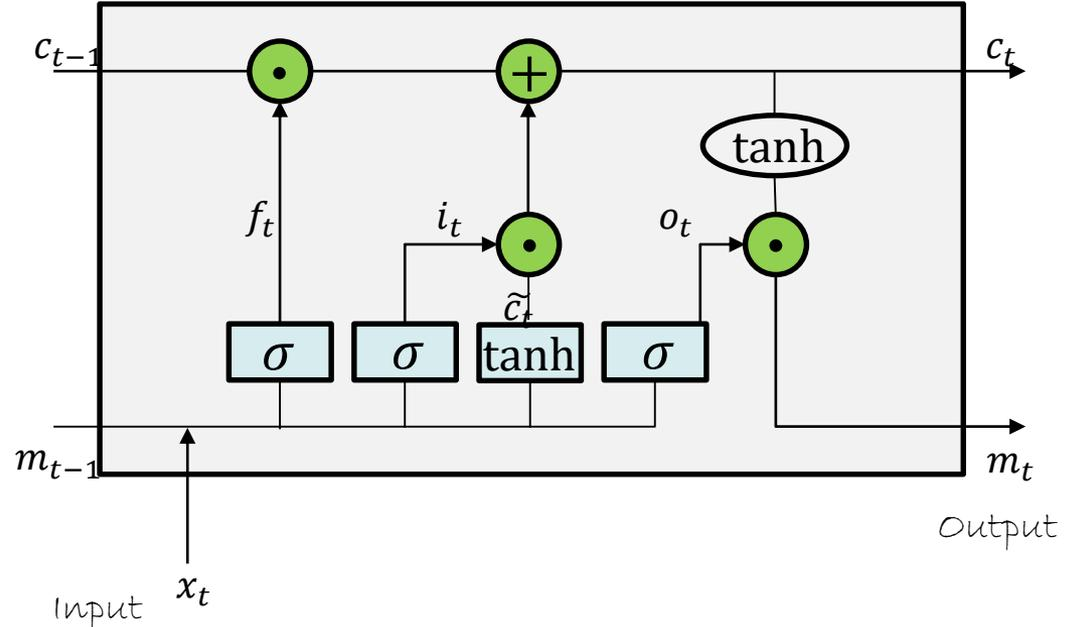 c_{t-1}
c_t
tanh
f_t
i_t
o_t
c̃_t
σ
σ
tanh
σ
m_{t-1}
m_t
Output
x_t
Input